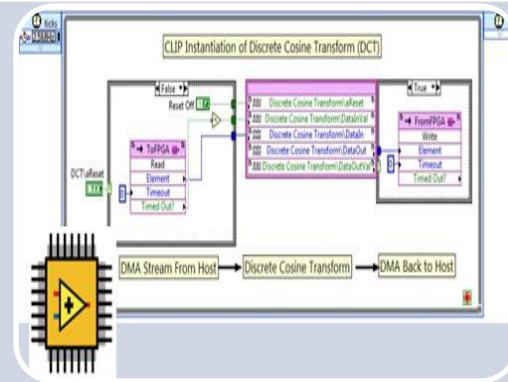 ticks
CLIP Instantiation of Discrete Cosine Transform (DCT)
False
True
Reset Off
Discrete Cosine Transform\aReset
Discrete Cosine Transform\DataInVal
Discrete Cosine Transform\DataIn
Discrete Cosine Transform\DataOut
Discrete Cosine Transform\DataOutVal
ToFPGA
Read
Element
Timeout
Timed Out?
FromFPGA
Write
Element
Timeout
Timed Out?
DCT\aReset
DMA Stream From Host
Discrete Cosine Transform
DMA Back to Host